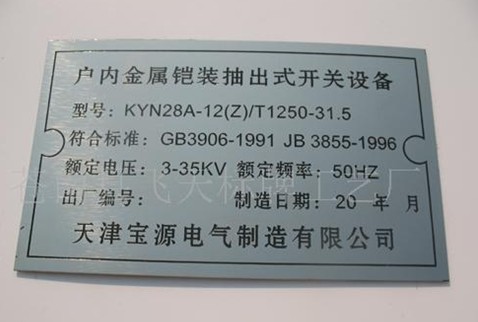 户内金属铠装抽出式开关设备
型号: KYN28A-12(Z)/T1250-31.5
符合标准: GB3906-1991 JB 3855-1996
额定电压: 3-35KV 额定频率: 50HZ
出厂编号: 制造日期: 20 年 月
天津宝源电气制造有限公司